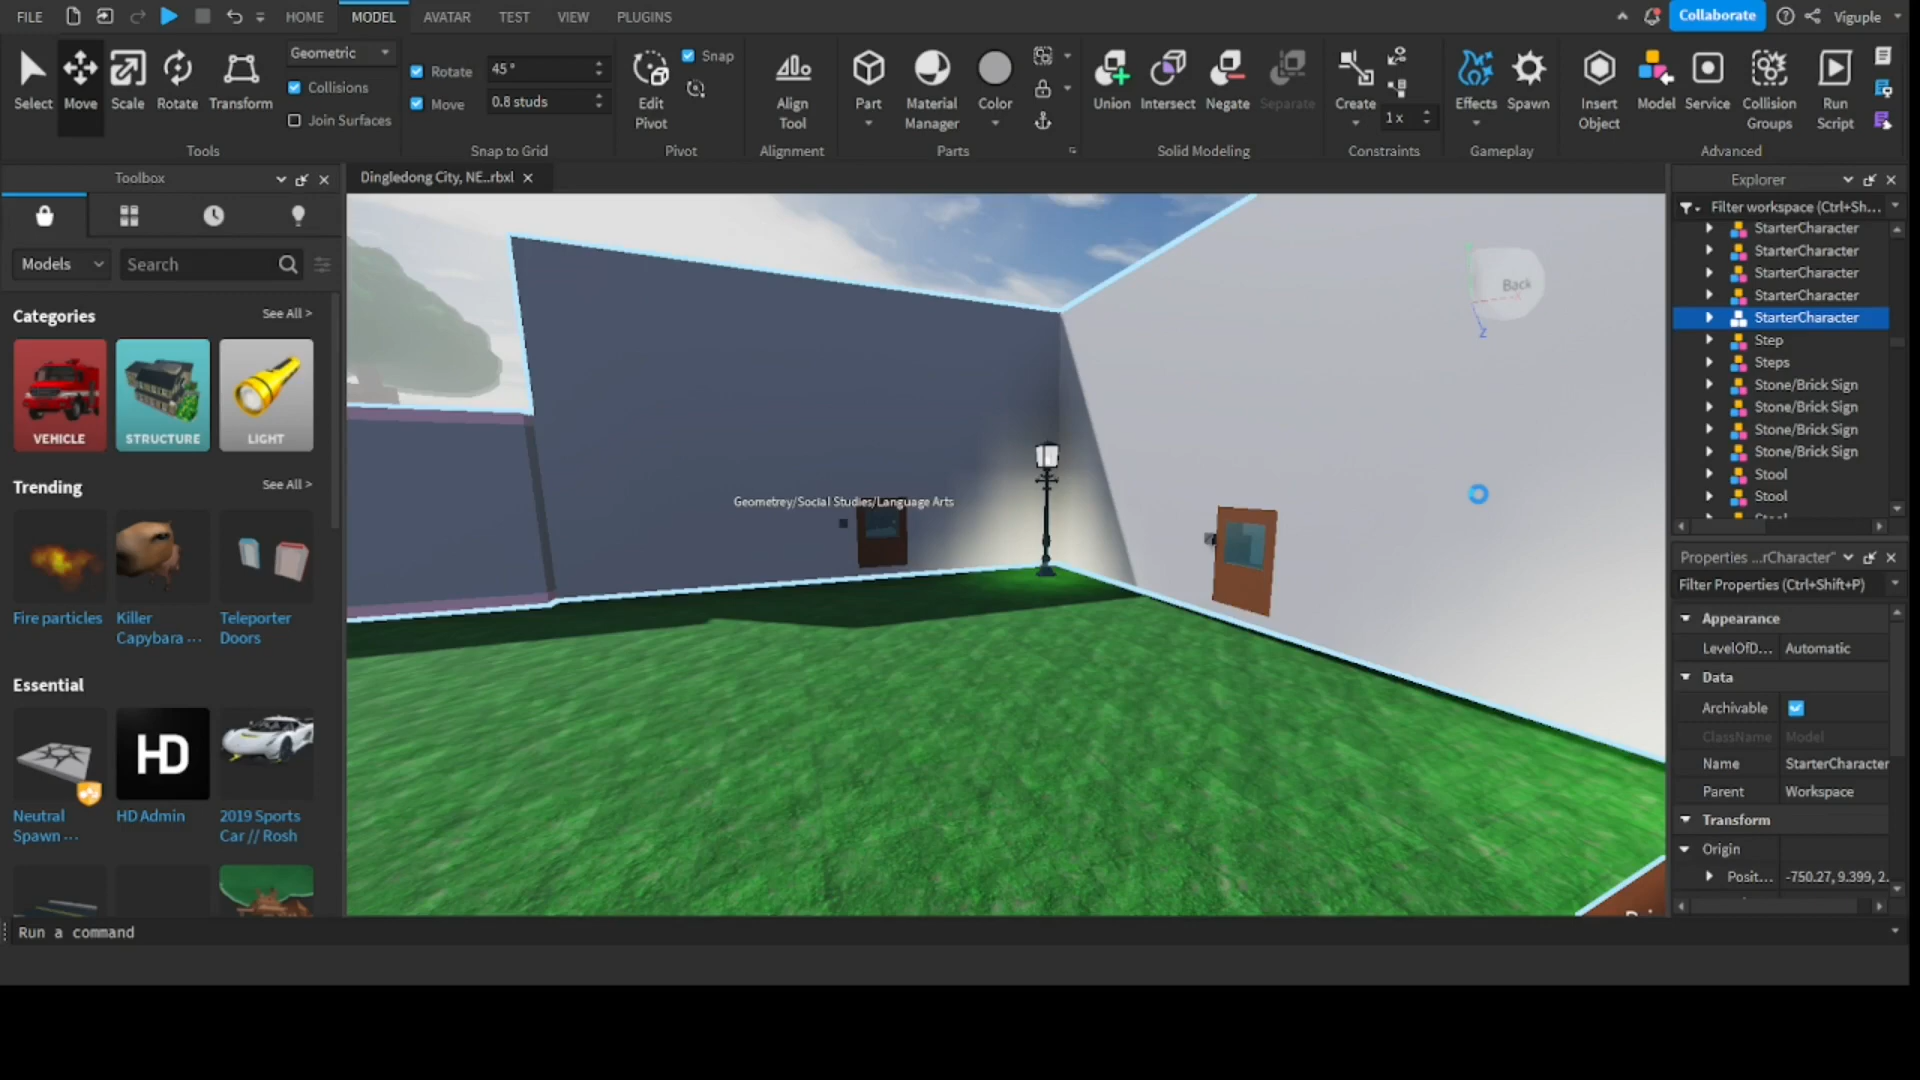 FILE HOME MODEL AVATAR TEST VIEW PLUGINS Collaborate Viguple
Select Move Scale Rotate Transform
Geometric
Collisions
Join Surfaces
Tools
Rotate 45 °
Move 0.8 studs
Snap to Grid
Edit Pivot
Snap
Pivot
Align Tool
Alignment
Part Material Manager Color
Parts
Union Intersect Negate Separate
Solid Modeling
Create 1 x
Constraints
Effects Spawn
Gameplay
Insert Object Model Service Collision Groups Run Script
Advanced
Toolbox
Models Search
Categories See All >
VEHICLE STRUCTURE LIGHT
Trending See All >
Fire particles
Killer Capybara ...
Teleporter Doors
Essential
HD
Neutral Spawn ...
HD Admin
2019 Sports Car // Rosh
Dingledong City, NE...rbxl
Geometrey/Social Studies/Language Arts
Back
Z
Explorer
Filter workspace (Ctrl+Sh...
StarterCharacter
StarterCharacter
StarterCharacter
StarterCharacter
StarterCharacter
Step
Steps
Stone/Brick Sign
Stone/Brick Sign
Stone/Brick Sign
Stone/Brick Sign
Stool
Stool
Properties ...rCharacter"
Filter Properties (Ctrl+Shift+P)
Appearance
LevelOfD... Automatic
Data
Archivable
ClassName Model
Name StarterCharacter
Parent Workspace
Transform
Origin
Posit... -750.27, 9.399, 2.
Run a command